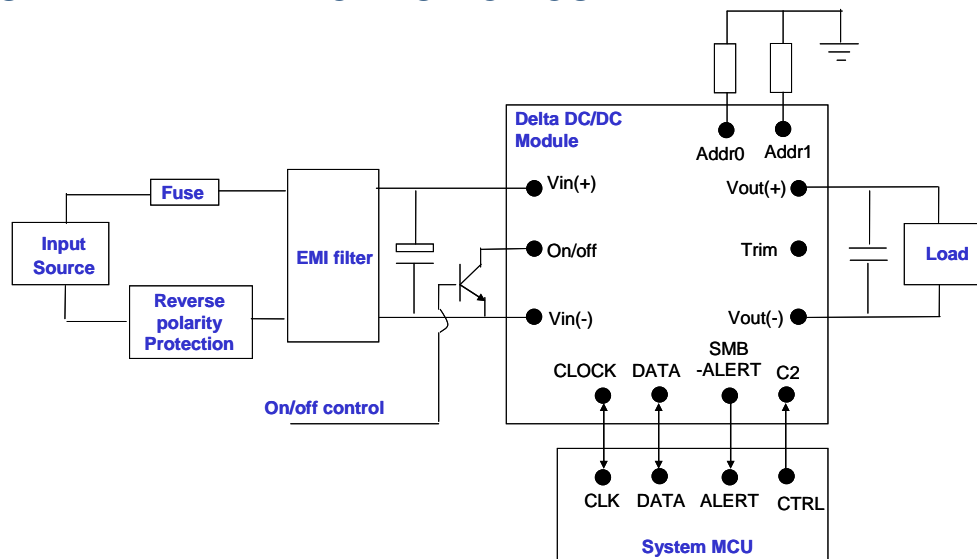 Delta DC/DC
Module
Addr0
Addr1
Vin(+)
Vout(+)
Fuse
Input
Source
EMI filter
On/off
Trim
Load
Reverse
polarity
Protection
Vin(-)
Vout(-)
SMB
-ALERT
CLOCK
DATA
C2
On/off control
CLK
DATA
ALERT
CTRL
System MCU